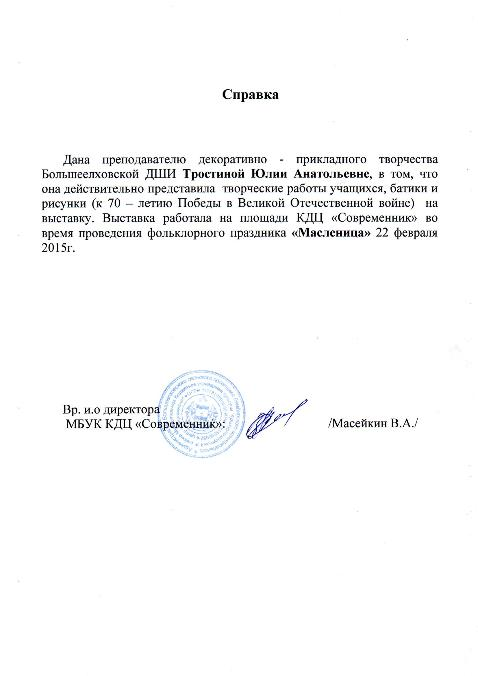 Справка
Дана преподавателю декоративно - прикладного творчества
Большеелховской ДШИ Тростиной Юлии Анатольевне, в том, что
она действительно представила творческие работы учащихся, батики и
рисунки (к 70 – летию Победы в Великой Отечественной войне) на
выставку. Выставка работала на площади КДЦ «Современник» во
время проведения фольклорного праздника «Масленица» 22 февраля
2015г.
Вр. и.о директора
МБУК КДЦ «Современник»: /Масейкин В.А./